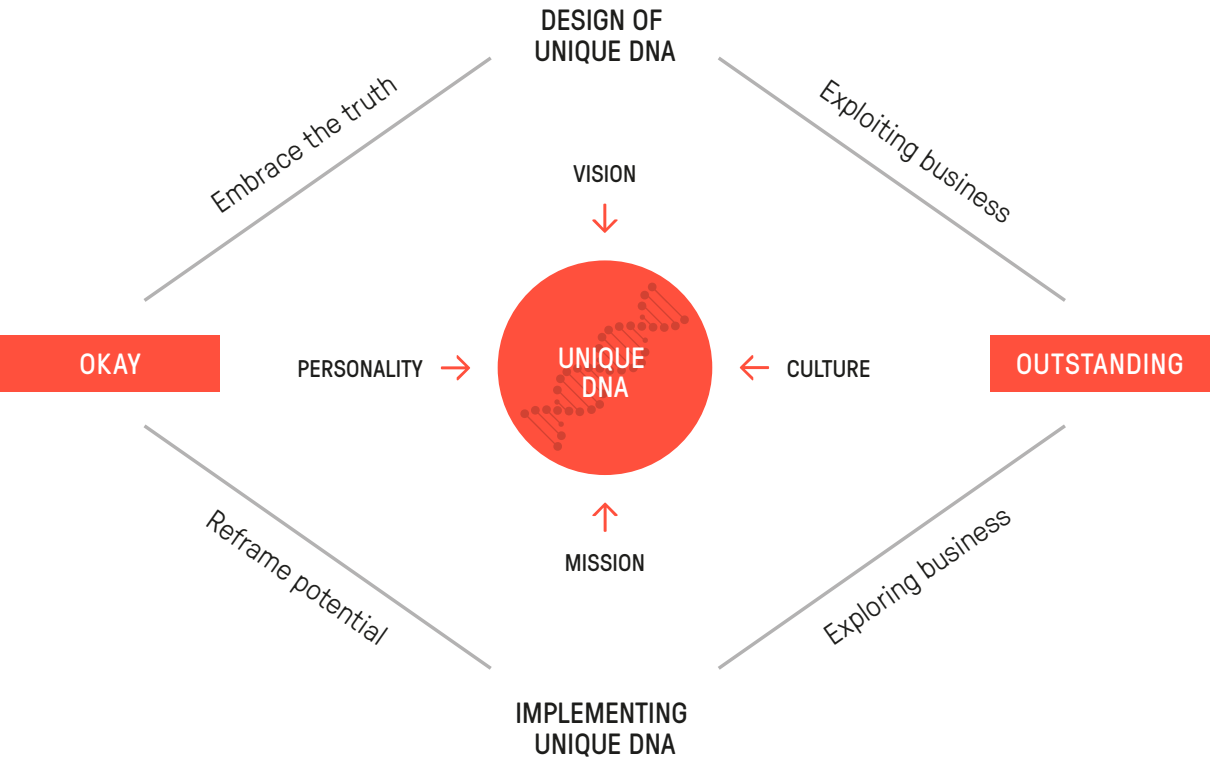 DESIGN OF
UNIQUE DNA
Embrace the truth
Exploiting business
VISION
OKAY
PERSONALITY
UNIQUE
DNA
CULTURE
OUTSTANDING
MISSION
Reframe potential
Exploring business
IMPLEMENTING
UNIQUE DNA